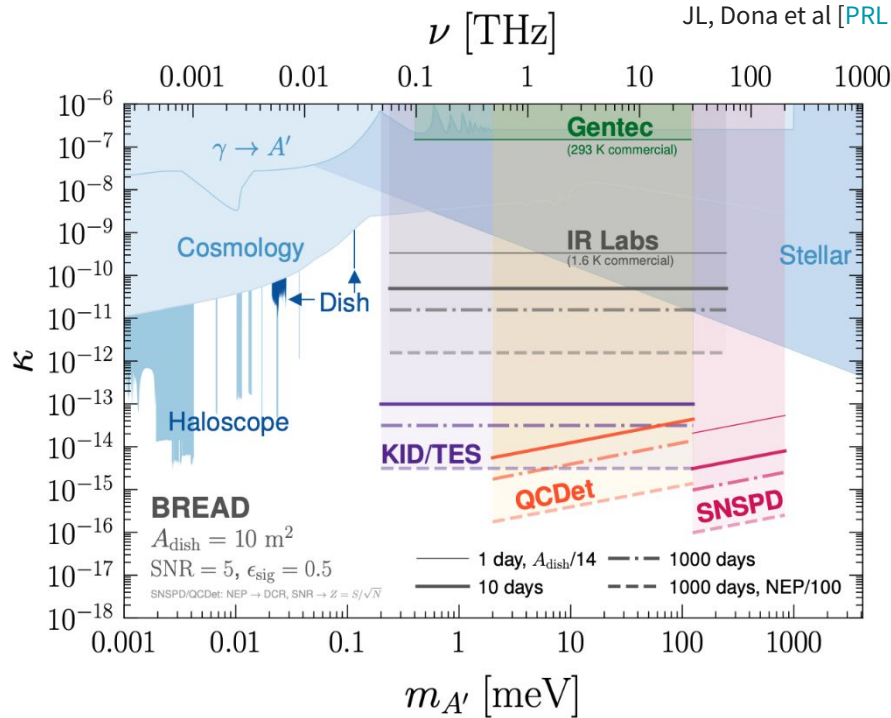 JL, Dona et al [PRL
ν [THz]
0.001 0.01 0.1 1 10 100 1000
10⁻⁶
10⁻⁷
10⁻⁸
10⁻⁹
10⁻¹⁰
10⁻¹¹
10⁻¹²
10⁻¹³
10⁻¹⁴
10⁻¹⁵
10⁻¹⁶
10⁻¹⁷
10⁻¹⁸
κ
γ → A′
Gentec
(293 K commercial)
Cosmology
IR Labs
(1.6 K commercial)
Stellar
Dish
Haloscope
KID/TES
QCDet
SNSPD
BREAD
A_dish = 10 m²
SNR = 5, ϵ_sig = 0.5
SNSPD/QCDet: NEP → DCR, SNR → Z = S/√N
1 day, A_dish/14
10 days
1000 days
1000 days, NEP/100
0.001 0.01 0.1 1 10 100 1000
m_A′ [meV]